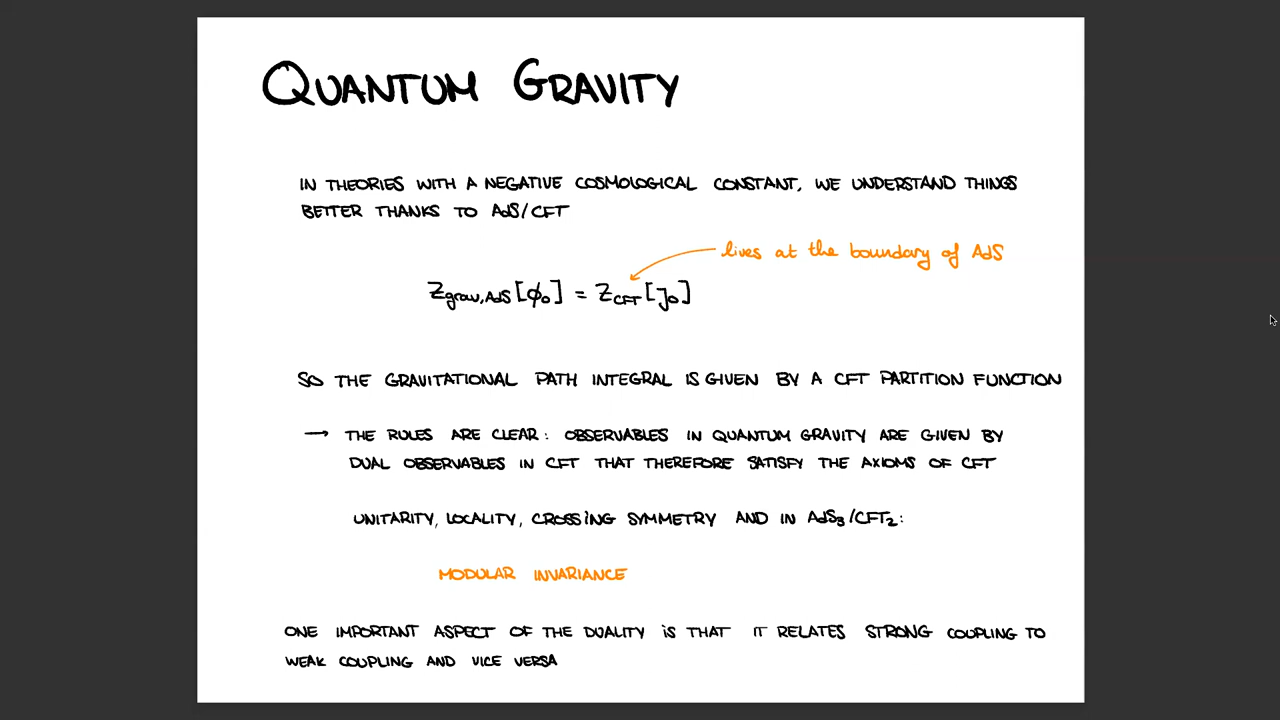 QUANTUM GRAVITY
IN THEORIES WITH A NEGATIVE COSMOLOGICAL CONSTANT, WE UNDERSTAND THINGS
BETTER THANKS TO AdS/CFT
lives at the boundary of AdS
Z_grav,AdS[ϕ_0] = Z_CFT[J_0]
SO THE GRAVITATIONAL PATH INTEGRAL IS GIVEN BY A CFT PARTITION FUNCTION
→ THE RULES ARE CLEAR: OBSERVABLES IN QUANTUM GRAVITY ARE GIVEN BY
DUAL OBSERVABLES IN CFT THAT THEREFORE SATISFY THE AXIOMS OF CFT
UNITARITY, LOCALITY, CROSSING SYMMETRY AND IN AdS₃/CFT₂:
MODULAR INVARIANCE
ONE IMPORTANT ASPECT OF THE DUALITY IS THAT IT RELATES STRONG COUPLING TO
WEAK COUPLING AND VICE VERSA